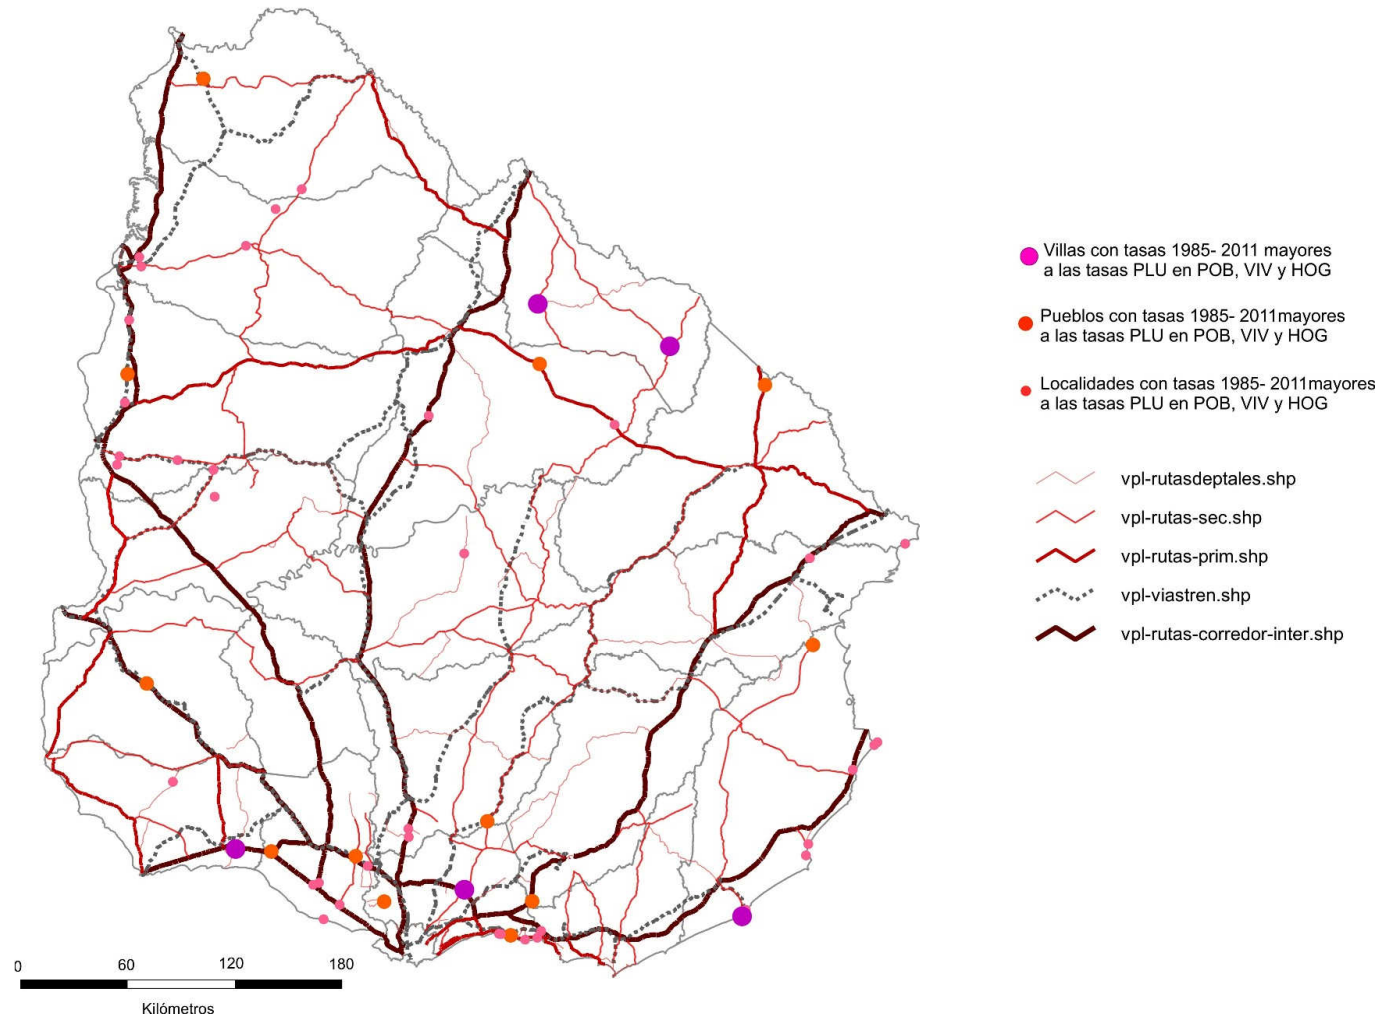 Villas con tasas 1985- 2011 mayores
a las tasas PLU en POB, VIV y HOG
Pueblos con tasas 1985- 2011mayores
a las tasas PLU en POB, VIV y HOG
Localidades con tasas 1985- 2011mayores
a las tasas PLU en POB, VIV y HOG
vpl-rutasdeptales.shp
vpl-rutas-sec.shp
vpl-rutas-prim.shp
vpl-viastren.shp
vpl-rutas-corredor-inter.shp
0 60 120 180
Kilómetros